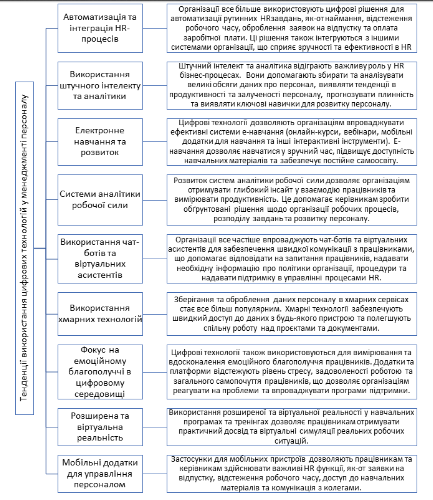 Тенденції використання цифрових технологій у менеджменті персоналу
Автоматизація та
інтеграція HR-
процесів
Організації все більше використовують цифрові рішення для
автоматизації рутинних HRзавдань, як-от наймання, відстеження
робочого часу, оброблення заявок на відпустку та оплата
заробітної плати. Ці рішення також інтегруються з іншими
системами організації, що сприяє зручності та ефективності в HR
Використання
штучного інтелекту
та аналітики
Штучний інтелект та аналітика відіграють важливу роль у HR
бізнес-процесах. Вони допомагають збирати та аналізувати
великі обсяги даних про персонал, виявляти тенденції в
продуктивності та залученості персоналу, прогнозувати плинність
та виявляти ключові навички для розвитку персоналу.
Електронне
навчання та
розвиток
Цифрові технології дозволяють організаціям впроваджувати
ефективні системи е-навчання (онлайн-курси, вебінари, мобільні
додатки для навчання та інші інтерактивні інструменти). Е-
навчання дозволяє навчатися у зручний час, підвищує доступність
навчальних матеріалів та забезпечує постійне самоосвіту.
Системи аналітики
робочої сили
Розвиток систем аналітики робочої сили дозволяє організаціям
отримувати глибокий інсайт у взаємодію працівників та
вимірювати продуктивність. Це допомагає керівникам зробити
обґрунтовані рішення щодо організації робочих процесів,
розподілу завдань та розвитку персоналу.
Використання чат-
ботів та
віртуальних
асистентів
Організації все частіше впроваджують чат-ботів та віртуальних
асистентів для забезпечення швидкої комунікації з працівниками,
що допомагає відповідати на запитання працівників, надавати
необхідну інформацію про політики організації, процедури та
надавати підтримку в управлінні процесами HR.
Використання
хмарних технологій
Зберігання та оброблення даних персоналу в хмарних сервісах
стає все більш популярним. Хмарні технології забезпечують
швидкий доступ до даних з будь-якого пристрою та полегшують
спільну роботу над проєктами та документами.
Фокус на
емоційному
благополуччі в
цифровому
середовищі
Цифрові технології також використовуються для вимірювання та
вдосконалення емоційного благополуччя працівників. Додатки та
платформи відстежують рівень стресу, задоволеності роботою та
загального самопочуття працівників, що дозволяє організаціям
реагувати на проблеми та впроваджувати програми підтримки.
Розширена та
віртуальна
реальність
Використання розширеної та віртуальної реальності у навчальних
програмах та тренінгах дозволяє працівникам отримувати
практичний досвід та віртуальні симуляції реальних робочих
ситуацій.
Мобільні додатки
для управління
персоналом
Застосунки для мобільних пристроїв дозволяють працівникам та
керівникам здійснювати важливі HR функції, як-от заявки на
відпустку, відстеження робочого часу, доступ до навчальних
матеріалів та комунікація з колегами.